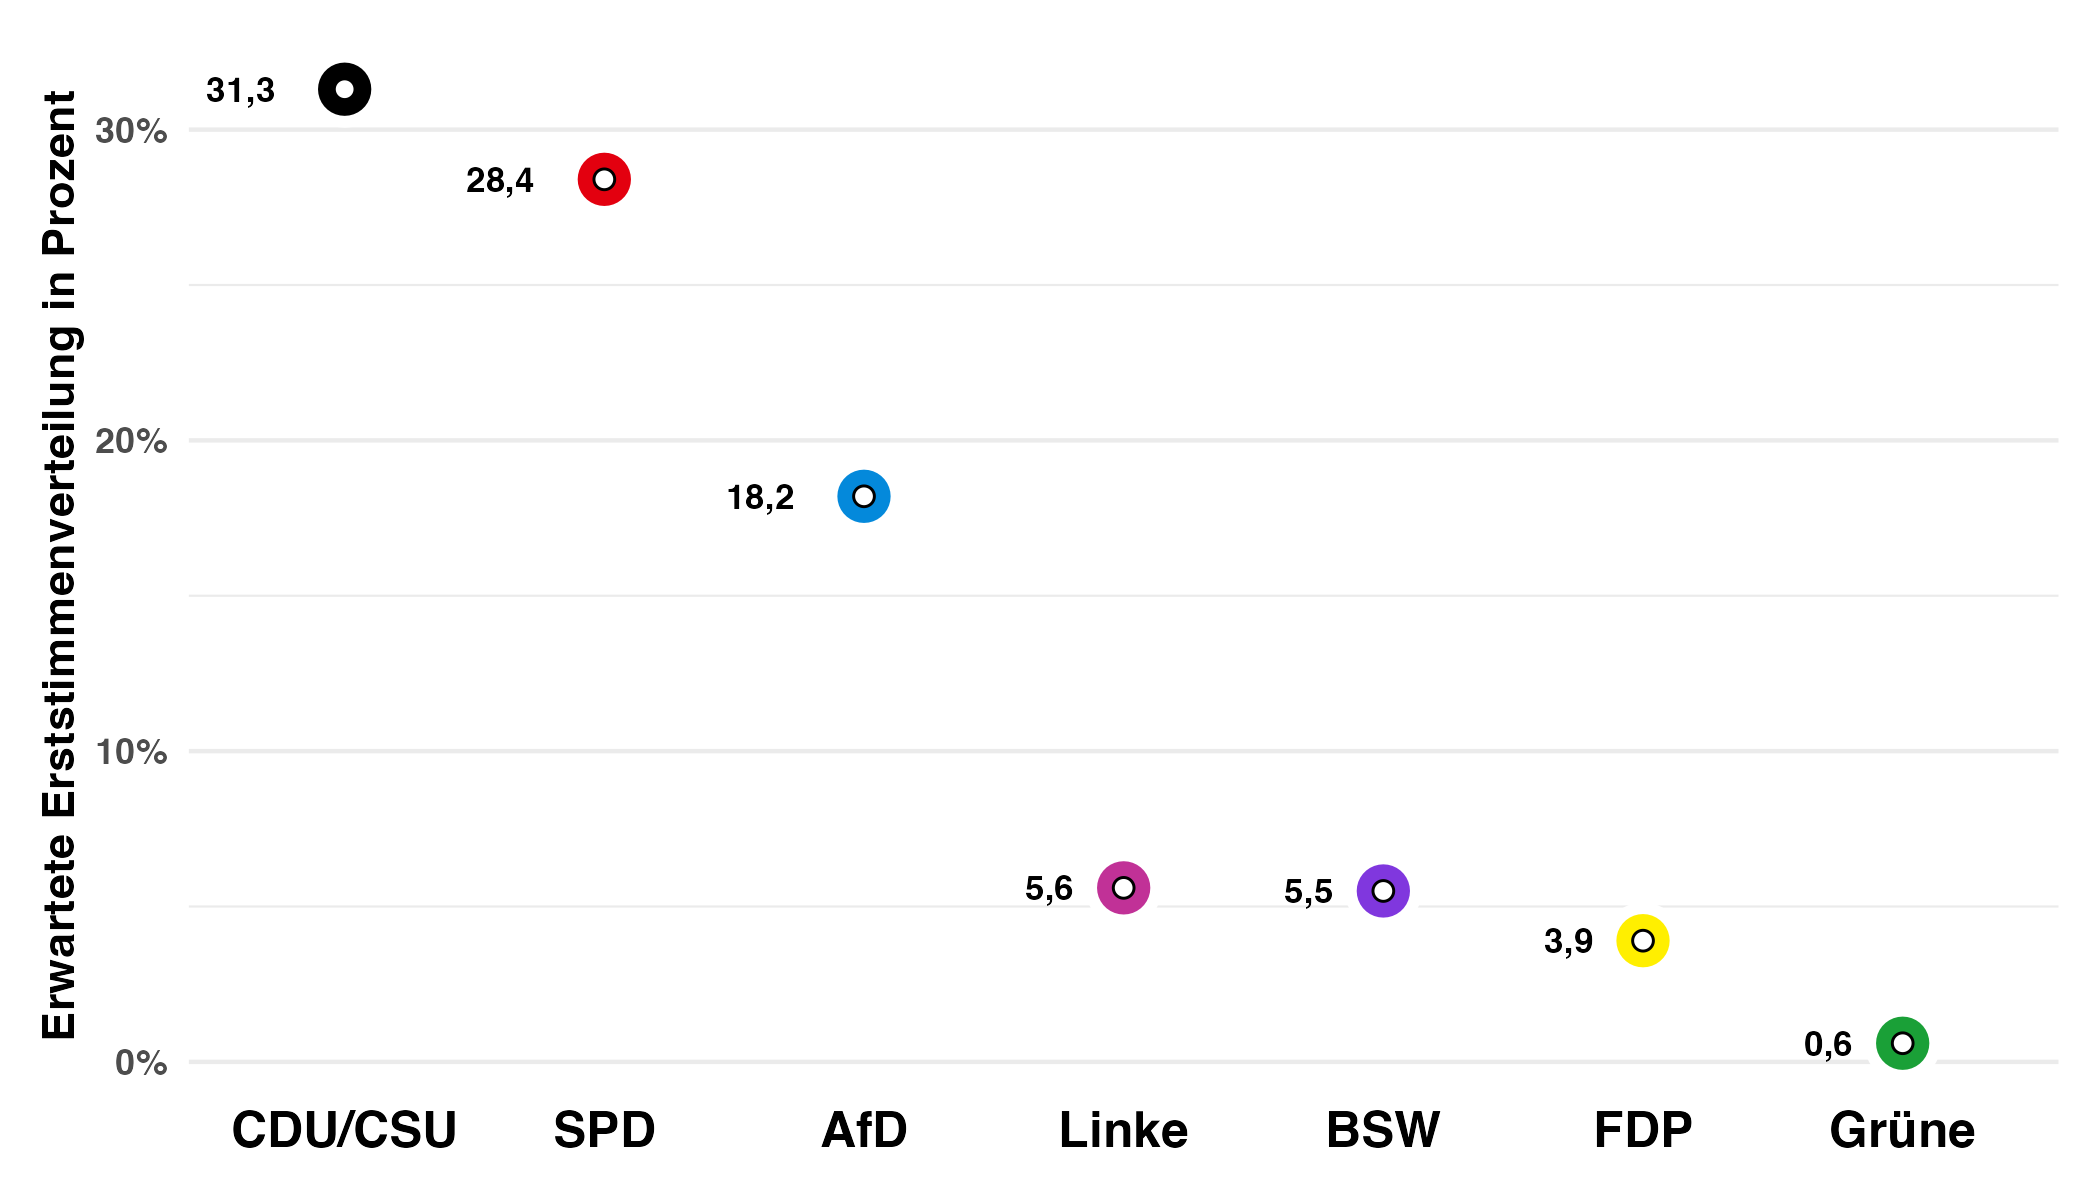 Erwartete Erststimmenverteilung in Prozent
30%
20%
10%
0%
31,3
28,4
18,2
5,6
5,5
3,9
0,6
CDU/CSU
SPD
AfD
Linke
BSW
FDP
Grüne